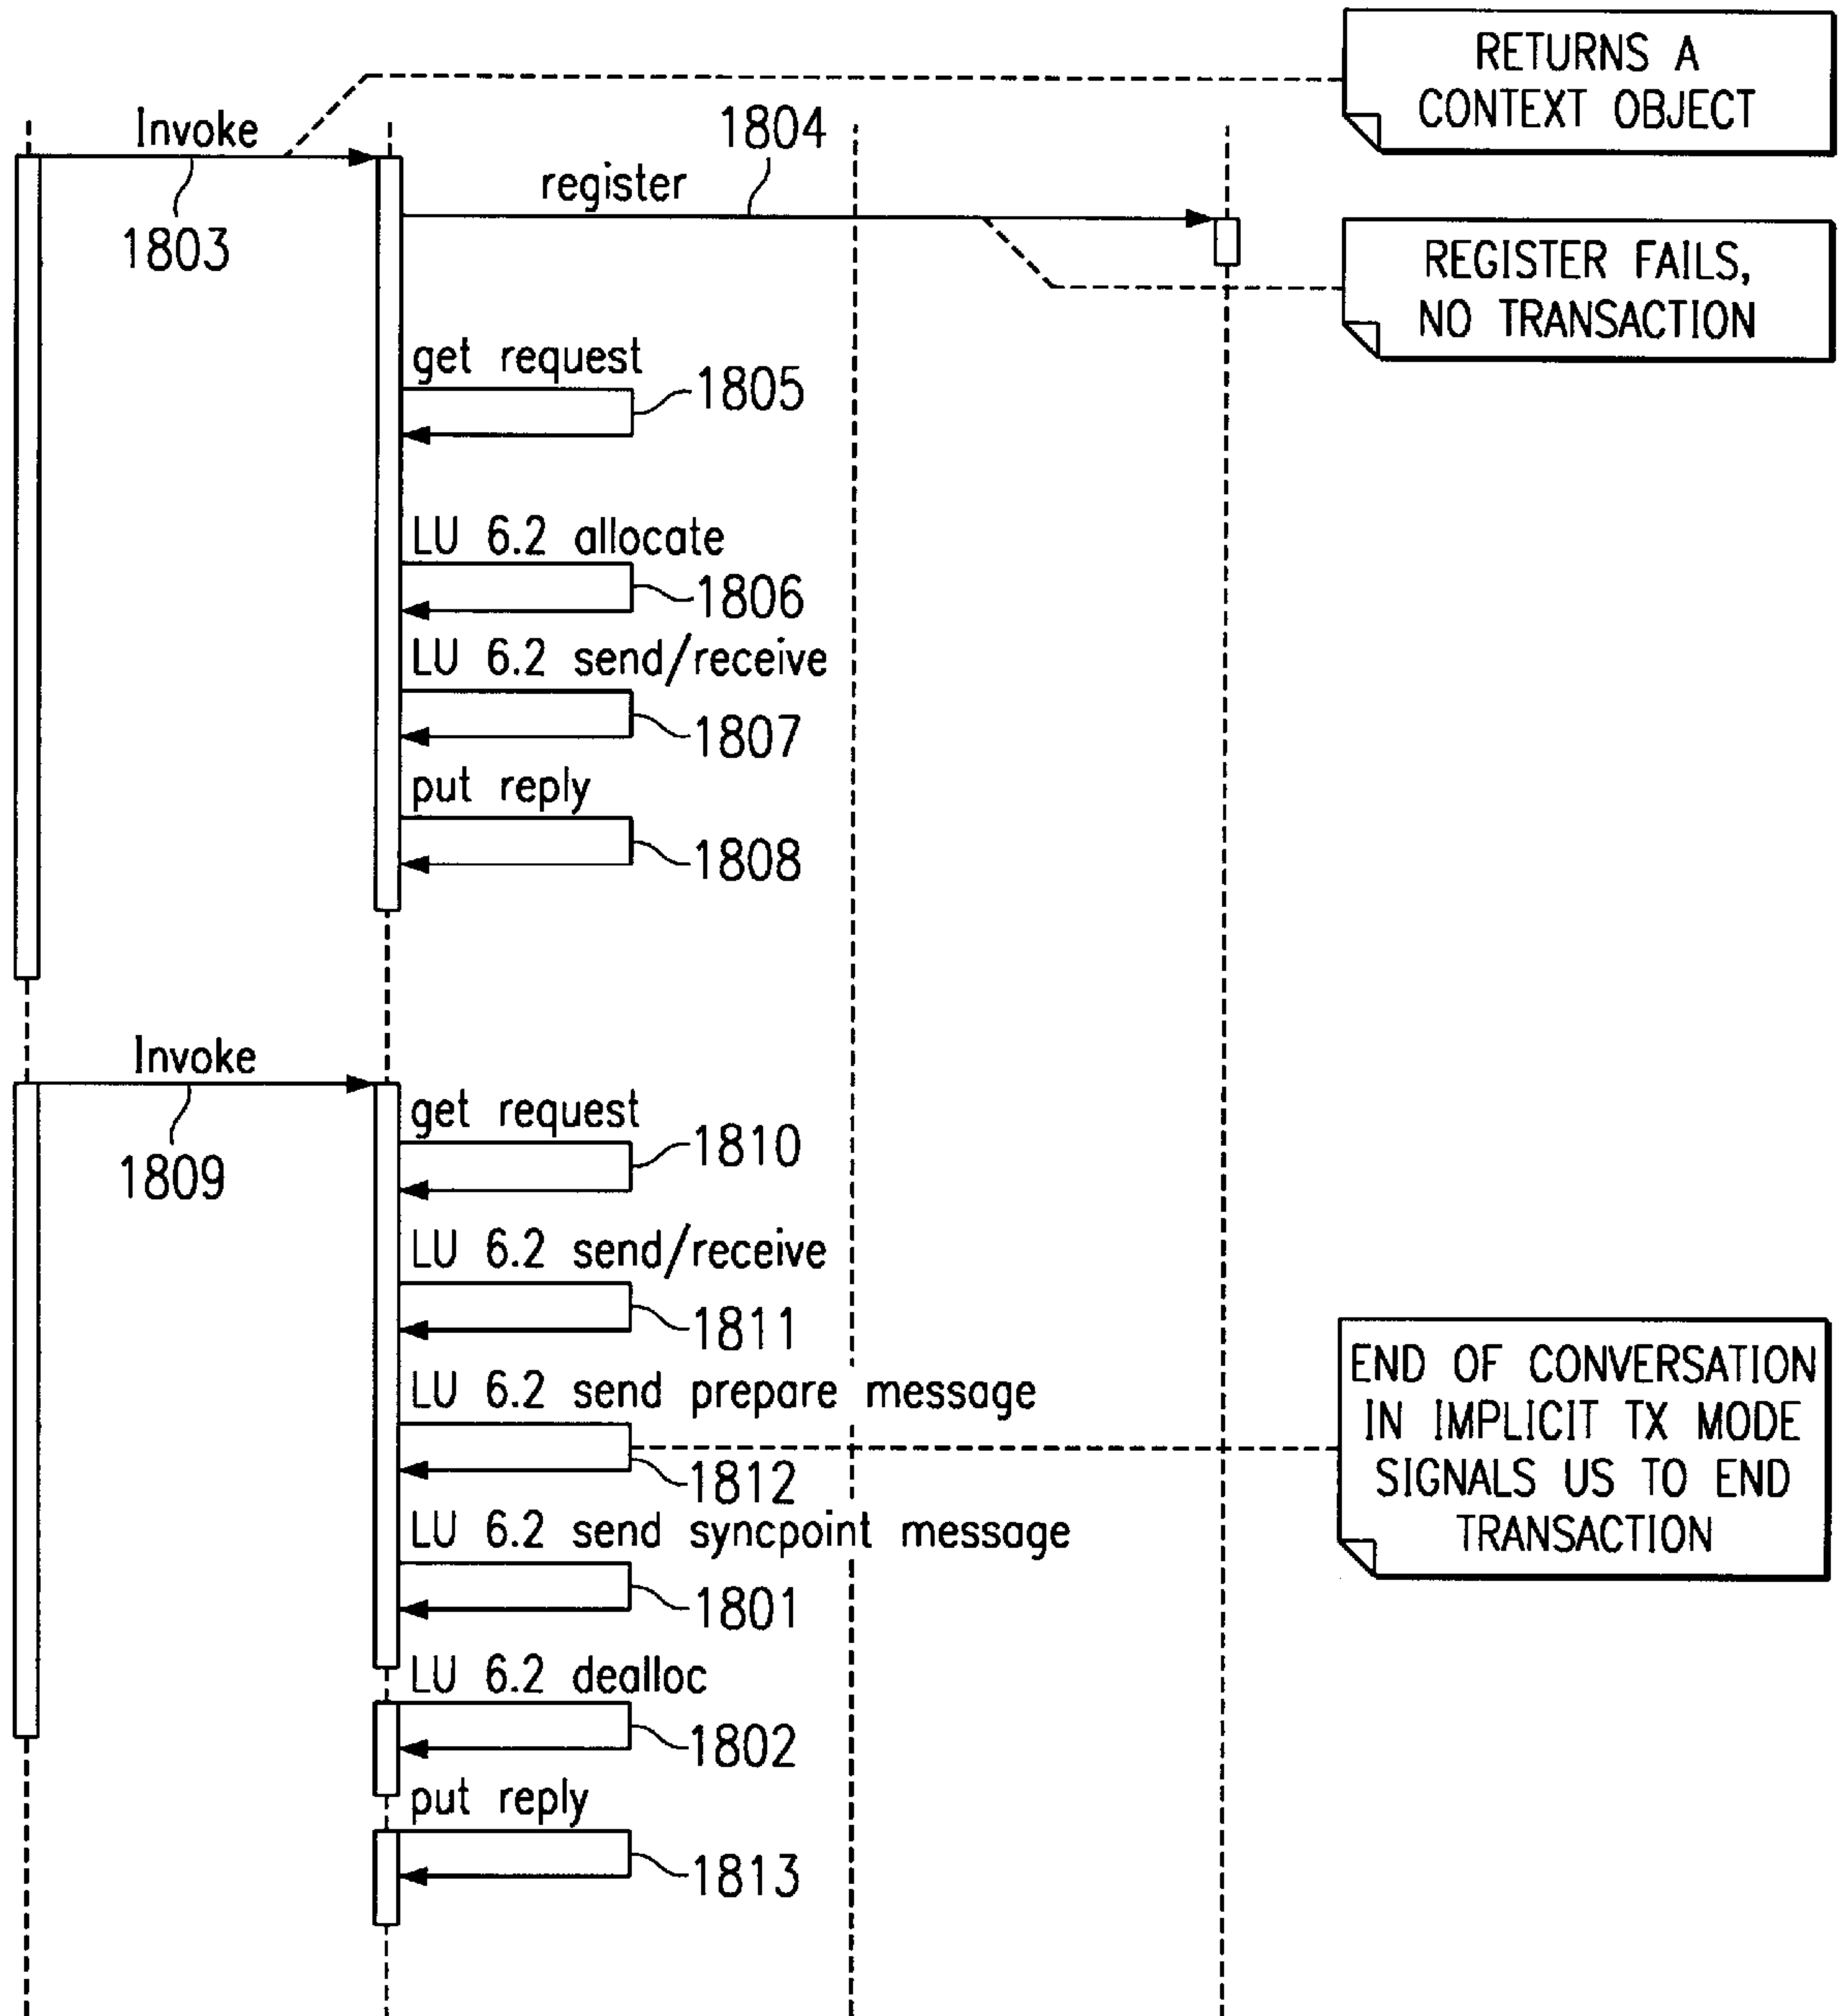 RETURNS A
CONTEXT OBJECT
Invoke
1804
register
1803
REGISTER FAILS,
NO TRANSACTION
get request
1805
LU 6.2 allocate
1806
LU 6.2 send/receive
1807
put reply
1808
Invoke
get request
1810
1809
LU 6.2 send/receive
1811
END OF CONVERSATION
IN IMPLICIT TX MODE
SIGNALS US TO END
TRANSACTION
LU 6.2 send prepare message
1812
LU 6.2 send syncpoint message
1801
LU 6.2 dealloc
1802
put reply
1813